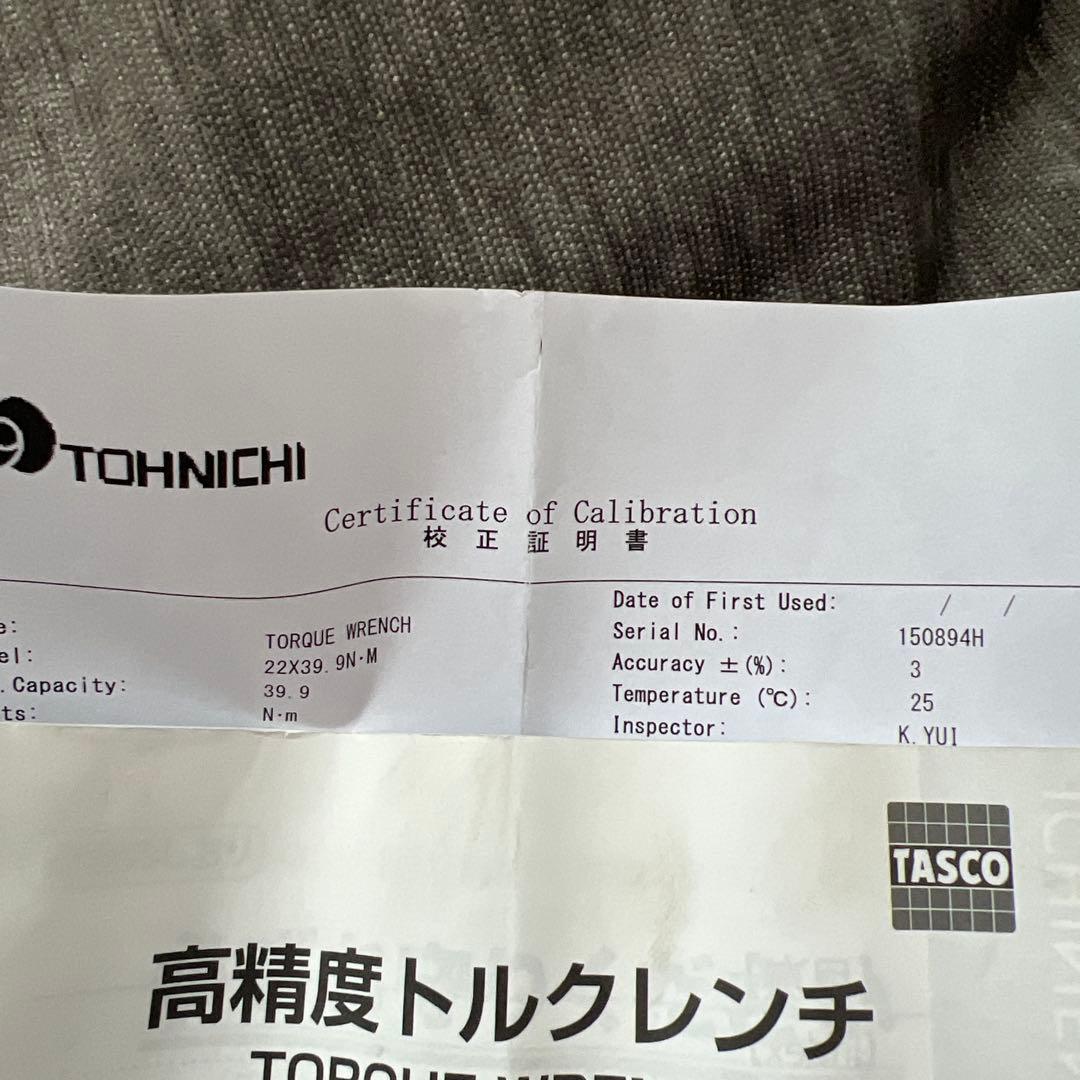 TOHNICHI
Certificate of Calibration
校正証明書
e: TORQUE WRENCH
el: 22X39.9N·M
.Capacity: 39.9
ts: N·m
Date of First Used: / /
Serial No.: 150894H
Accuracy ±(%): 3
Temperature (℃): 25
Inspector: K.YUI
TASCO
高精度トルクレンチ